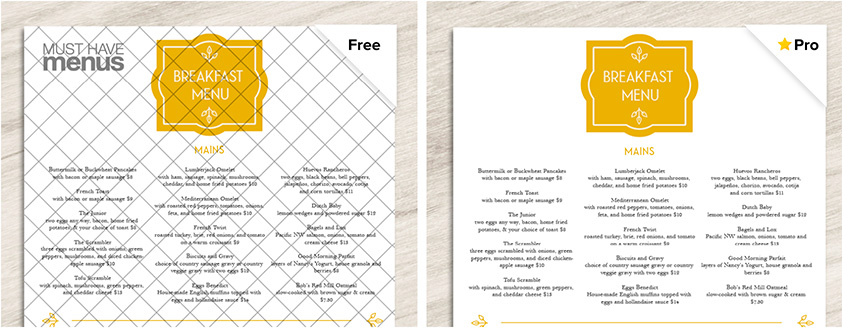 MUST HAVE
menus
Free
BREAKFAST
MENU
MAINS
Buttermilk or Buckwheat Pancakes
with bacon or maple sausage $8
French Toast
with bacon or maple sausage $8
The Junior
two eggs any way, bacon, home fried
potatoes, & your choice of toast $8
The Scrambler
three eggs scrambled with onions, green
peppers, mushrooms, and diced chicken-
apple sausage $10
Tofu Scramble
with spinach, mushrooms, green peppers,
and cheddar cheese $13
Lumberjack Omelet
with ham, sausage, spinach, mushrooms,
cheddar, and home fried potatoes $10
Mediterranean Omelet
with roasted red peppers, tomatoes, onions,
feta, and home fried potatoes $10
French Twist
roasted turkey, brie, red onions, and tomato
on a warm croissant $9
Biscuits and Gravy
choice of country sausage gravy or country
veggie gravy with two eggs $12
Eggs Benedict
House-made English muffins topped with
eggs and hollandaise sauce $14
Huevos Rancheros
two eggs, black beans, bell peppers,
jalapeños, chorizo, avocado, cotija
and corn tortillas $11
Dutch Baby
lemon wedges and powdered sugar $12
Bagels and Lox
Pacific NW salmon, onions, tomato and
cream cheese $13
Good Morning Parfait
layers of Nancy's Yogurt, house granola and
berries $8
Bob's Red Mill Oatmeal
slow-cooked with brown sugar & cream
$7.50
Pro
BREAKFAST
MENU
MAINS
Buttermilk or Buckwheat Pancakes
with bacon or maple sausage $8
French Toast
with bacon or maple sausage $8
The Junior
two eggs any way, bacon, home fried
potatoes, & your choice of toast $8
The Scrambler
three eggs scrambled with onions, green
peppers, mushrooms, and diced chicken-
apple sausage $10
Tofu Scramble
with spinach, mushrooms, green peppers,
and cheddar cheese $13
Lumberjack Omelet
with ham, sausage, spinach, mushrooms,
cheddar, and home fried potatoes $10
Mediterranean Omelet
with roasted red peppers, tomatoes, onions,
feta, and home fried potatoes $10
French Twist
roasted turkey, brie, red onions, and tomato
on a warm croissant $9
Biscuits and Gravy
choice of country sausage gravy or country
veggie gravy with two eggs $12
Eggs Benedict
House-made English muffins topped with
eggs and hollandaise sauce $14
Huevos Rancheros
two eggs, black beans, bell peppers,
jalapeños, chorizo, avocado, cotija
and corn tortillas $11
Dutch Baby
lemon wedges and powdered sugar $12
Bagels and Lox
Pacific NW salmon, onions, tomato and
cream cheese $13
Good Morning Parfait
layers of Nancy's Yogurt, house granola and
berries $8
Bob's Red Mill Oatmeal
slow-cooked with brown sugar & cream
$7.50